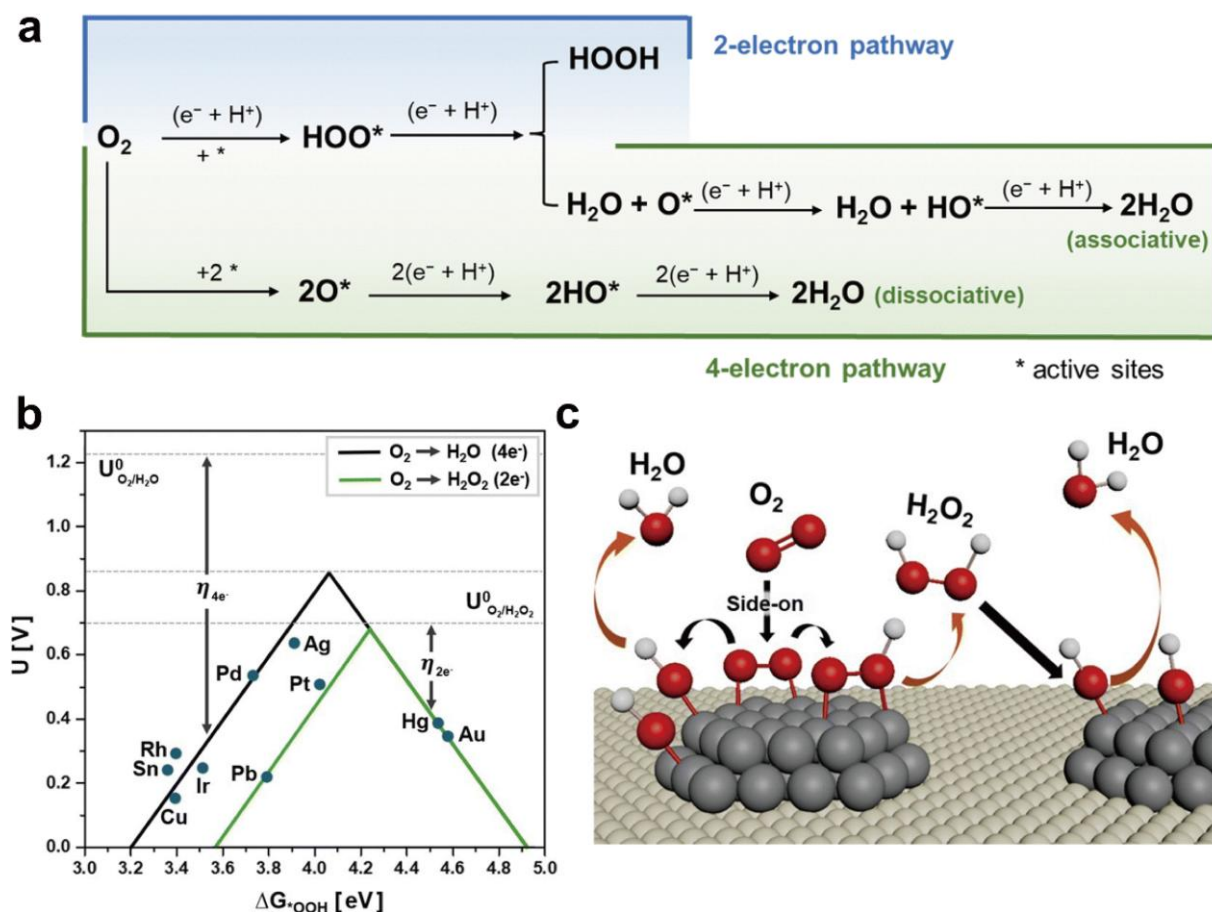 a
2-electron pathway
HOOH
(e⁻ + H⁺)
(e⁻ + H⁺)
O₂
+ *
HOO*
H₂O + O*
(e⁻ + H⁺)
H₂O + HO*
(e⁻ + H⁺)
2H₂O
(associative)
+2 *
2O*
2(e⁻ + H⁺)
2HO*
2(e⁻ + H⁺)
2H₂O (dissociative)
4-electron pathway
* active sites
b
O₂ → H₂O (4e⁻)
O₂ → H₂O₂ (2e⁻)
U⁰O₂/H₂O
U⁰O₂/H₂O₂
η4e⁻
η2e⁻
Ag
Pd
Pt
Hg
Au
Rh
Sn
Ir
Pb
Cu
U [V]
1.2
1.0
0.8
0.6
0.4
0.2
0.0
3.0 3.2 3.4 3.6 3.8 4.0 4.2 4.4 4.6 4.8 5.0
ΔG*OOH [eV]
c
H₂O
O₂
H₂O₂
H₂O
Side-on